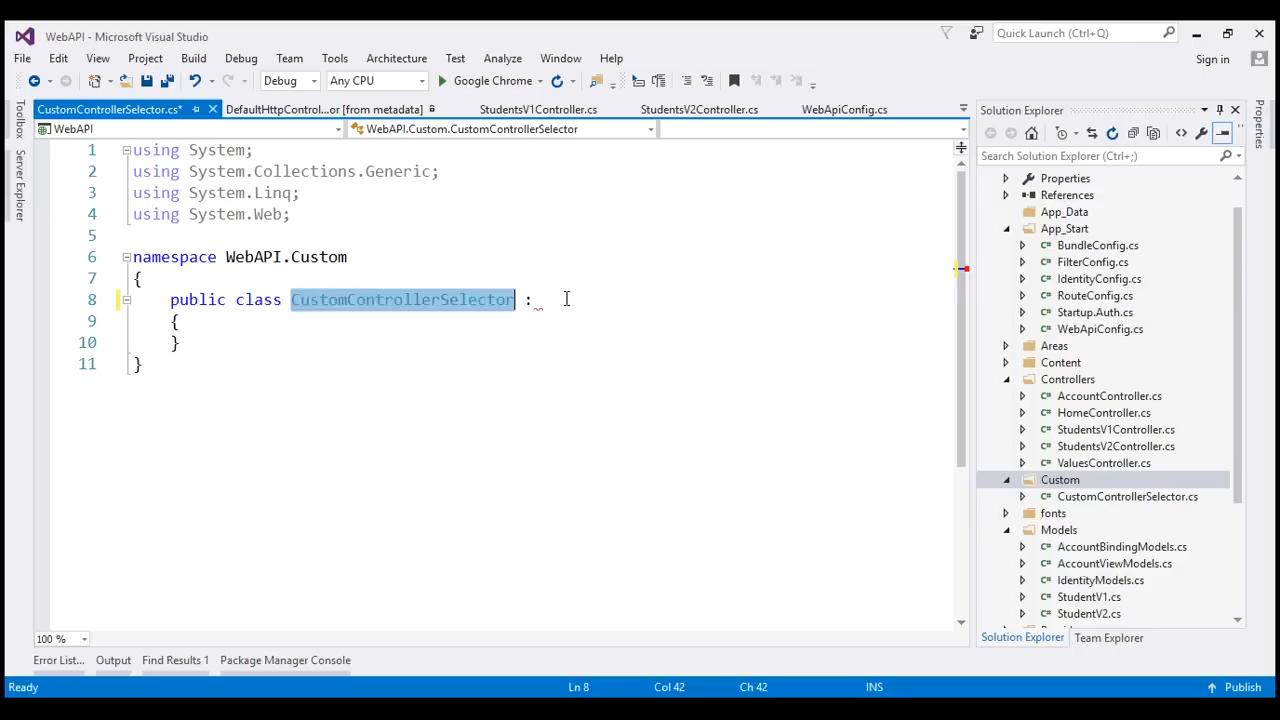 WebAPI - Microsoft Visual Studio
Quick Launch (Ctrl+Q)
File Edit View Project Build Debug Team Tools Architecture Test Analyze Window Help
Sign in
Debug Any CPU Google Chrome
Toolbox
Server Explorer
CustomControllerSelector.cs* DefaultHttpControl...or [from metadata] StudentsV1Controller.cs StudentsV2Controller.cs WebApiConfig.cs
WebAPI WebAPI.Custom.CustomControllerSelector
1 using System;
2 using System.Collections.Generic;
3 using System.Linq;
4 using System.Web;
5
6 namespace WebAPI.Custom
7 {
8 public class CustomControllerSelector :
9 {
10 }
11 }
100 %
Solution Explorer
Search Solution Explorer (Ctrl+;)
Properties
References
App_Data
App_Start
BundleConfig.cs
FilterConfig.cs
IdentityConfig.cs
RouteConfig.cs
Startup.Auth.cs
WebApiConfig.cs
Areas
Content
Controllers
AccountController.cs
HomeController.cs
StudentsV1Controller.cs
StudentsV2Controller.cs
ValuesController.cs
Custom
CustomControllerSelector.cs
fonts
Models
AccountBindingModels.cs
AccountViewModels.cs
IdentityModels.cs
StudentV1.cs
StudentV2.cs
Solution Explorer Team Explorer
Properties
Error List... Output Find Results 1 Package Manager Console
Ready Ln 8 Col 42 Ch 42 INS Publish